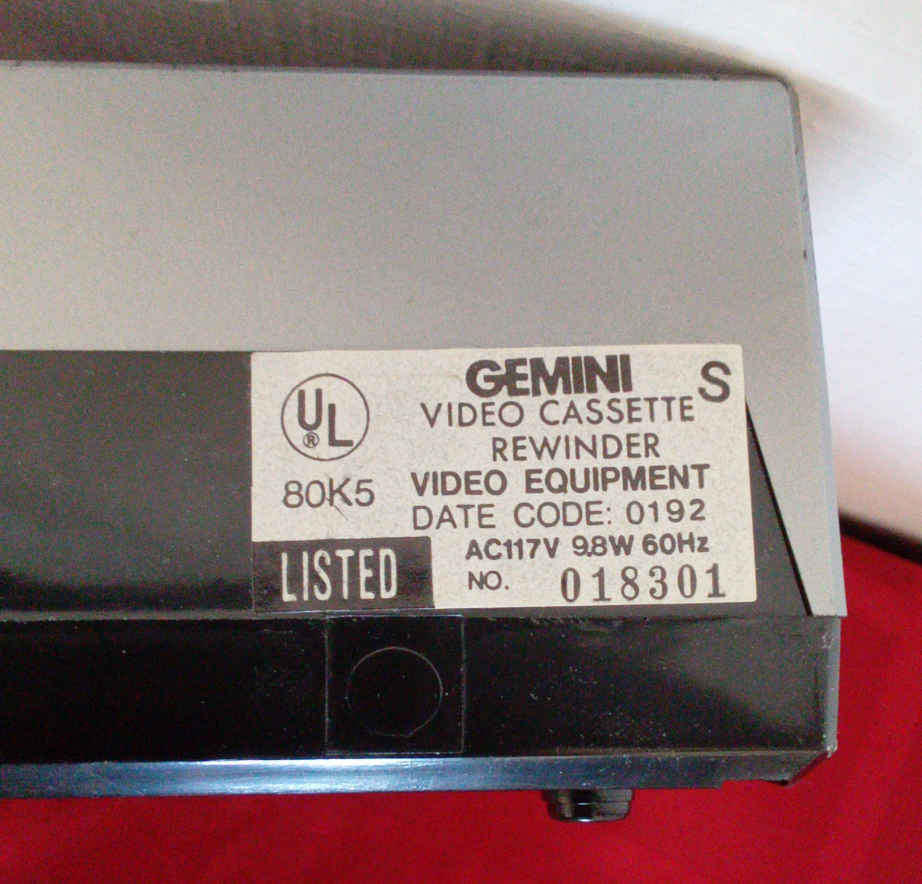 UL
®
80K5
LISTED
GEMINI S
VIDEO CASSETTE
REWINDER
VIDEO EQUIPMENT
DATE CODE: 0192
AC117V 9.8W 60Hz
NO. 018301